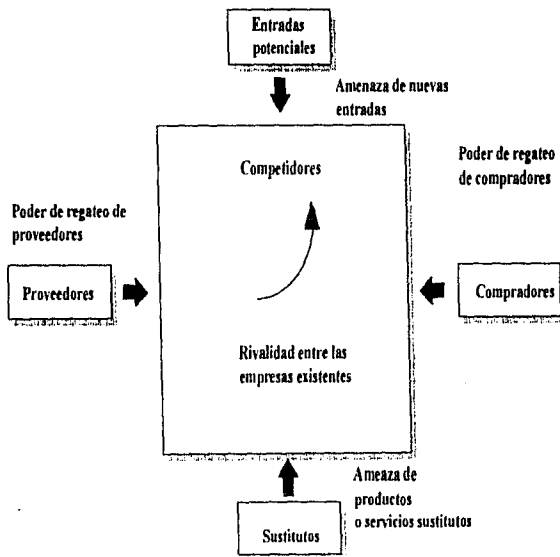 Entradas
potenciales
Amenaza de nuevas
entradas
Competidores
Poder de regateo
de compradores
Poder de regateo de
proveedores
Proveedores
Compradores
Rivalidad entre las
empresas existentes
Ameaza de
productos
o servicios sustitutos
Sustitutos